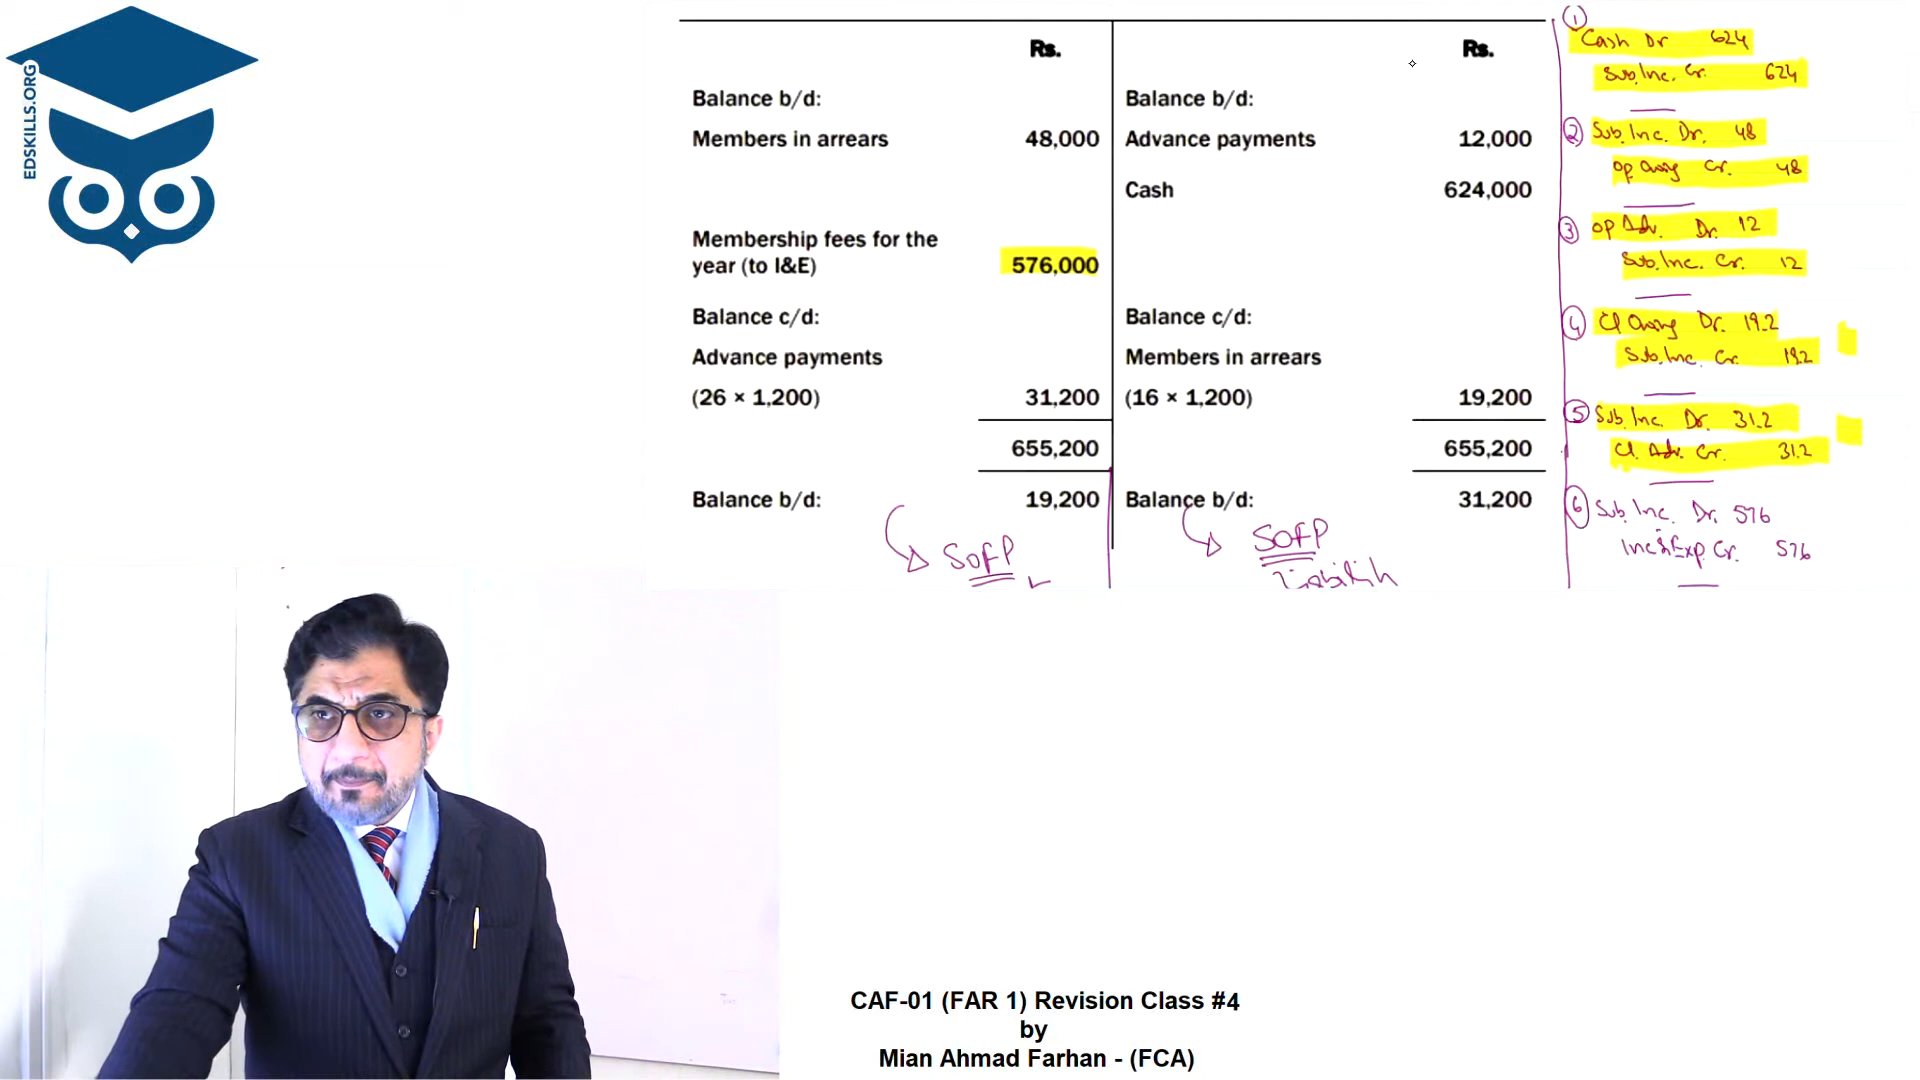 EDSKILLS.ORG
Rs. Rs.
Balance b/d: Balance b/d:
Members in arrears 48,000 Advance payments 12,000
Cash 624,000
Membership fees for the
year (to I&E) 576,000
Balance c/d: Balance c/d:
Advance payments Members in arrears
(26 × 1,200) 31,200 (16 × 1,200) 19,200
655,200 655,200
Balance b/d: 19,200 Balance b/d: 31,200
SOFP SOFP
① Cash Dr 624
Sub. Inc. Cr. 624
② Sub. Inc. Dr. 48
Op Cr. 48
③ Op Adv. Dr. 12
Sub. Inc. Cr. 12
④ Cl Dr. 19.2
Sub. Inc. Cr. 19.2
⑤ Sub. Inc. Dr. 31.2
Cl. Adv. Cr. 31.2
⑥ Sub. Inc. Dr. 576
Inc & Exp Cr. 576
CAF-01 (FAR 1) Revision Class #4
by
Mian Ahmad Farhan - (FCA)